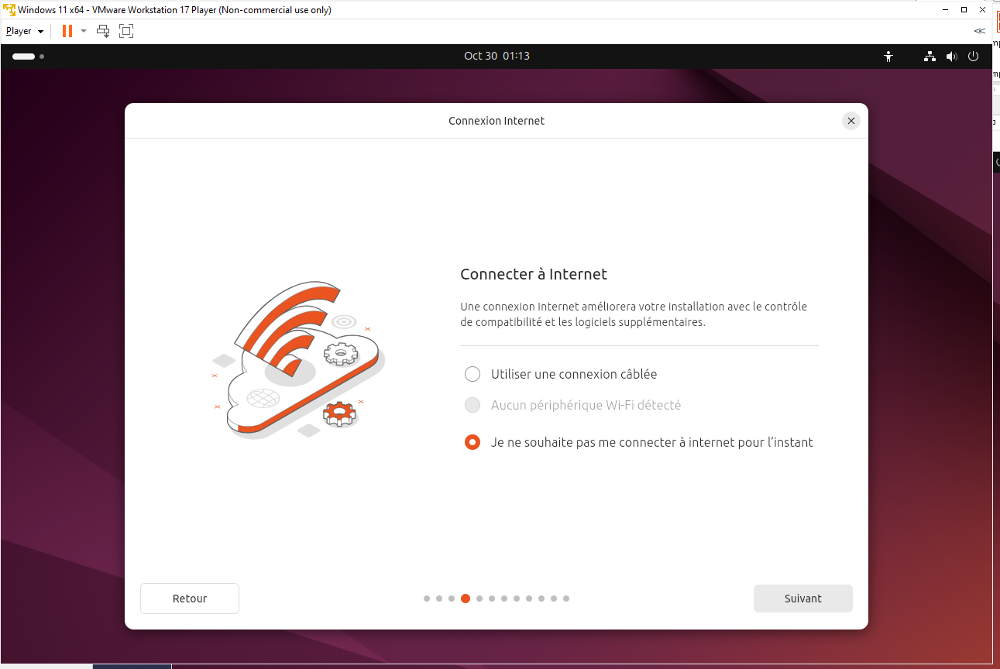 Windows 11 x64 - VMware Workstation 17 Player (Non-commercial use only)
Player
Oct 30 01:13
Connexion Internet
Connecter à Internet
Une connexion Internet améliorera votre installation avec le contrôle
de compatibilité et les logiciels supplémentaires.
Utiliser une connexion câblée
Aucun périphérique Wi-Fi détecté
Je ne souhaite pas me connecter à internet pour l’instant
Retour
Suivant